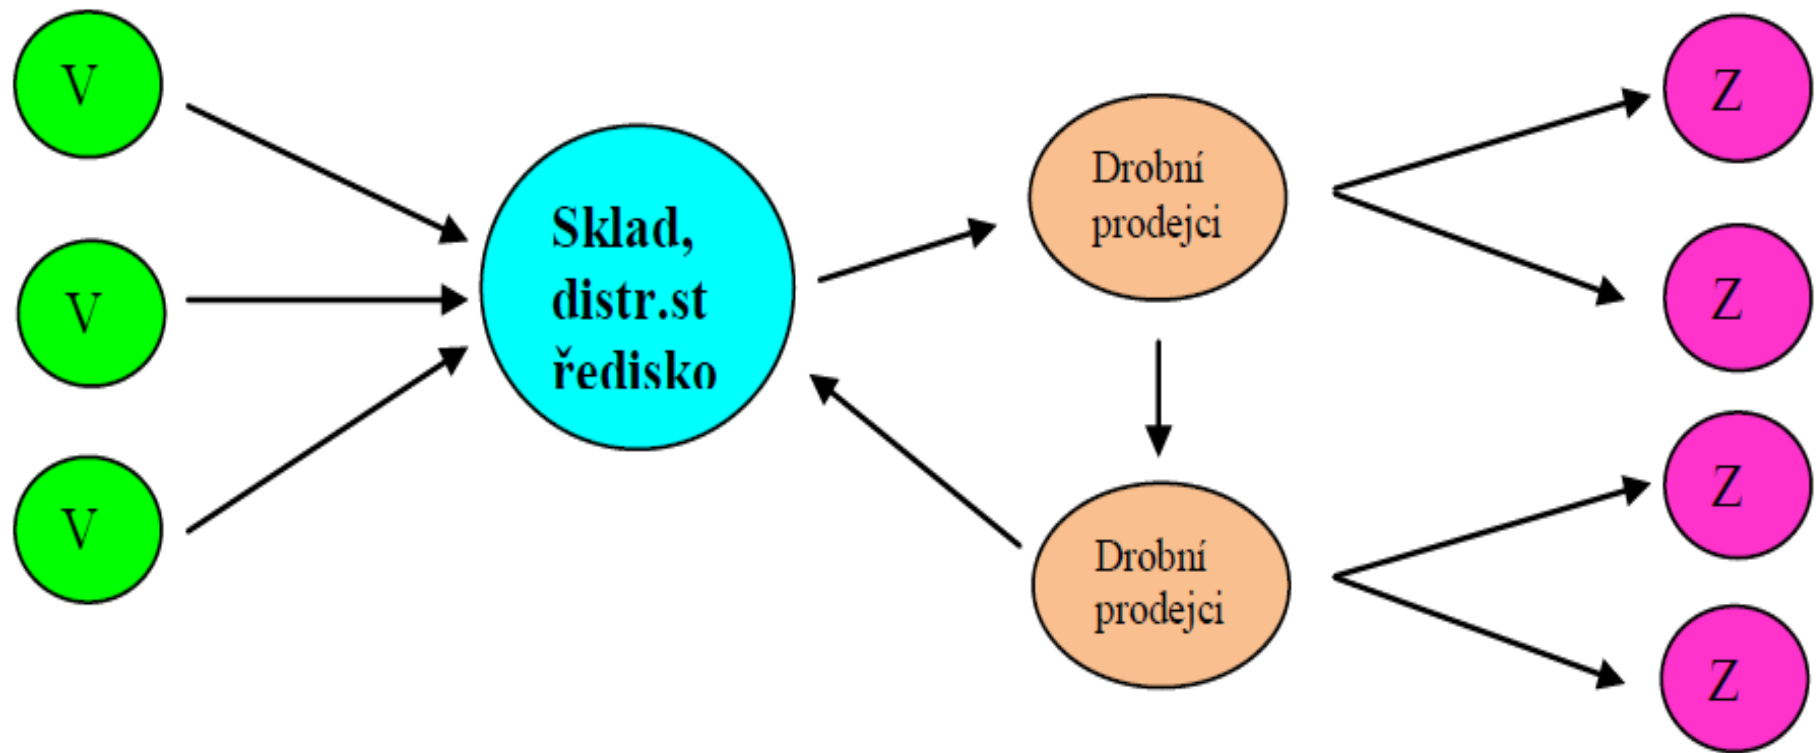 V
V
V
Sklad,
distr.st
ředisko
Drobní
prodejci
Drobní
prodejci
Z
Z
Z
Z